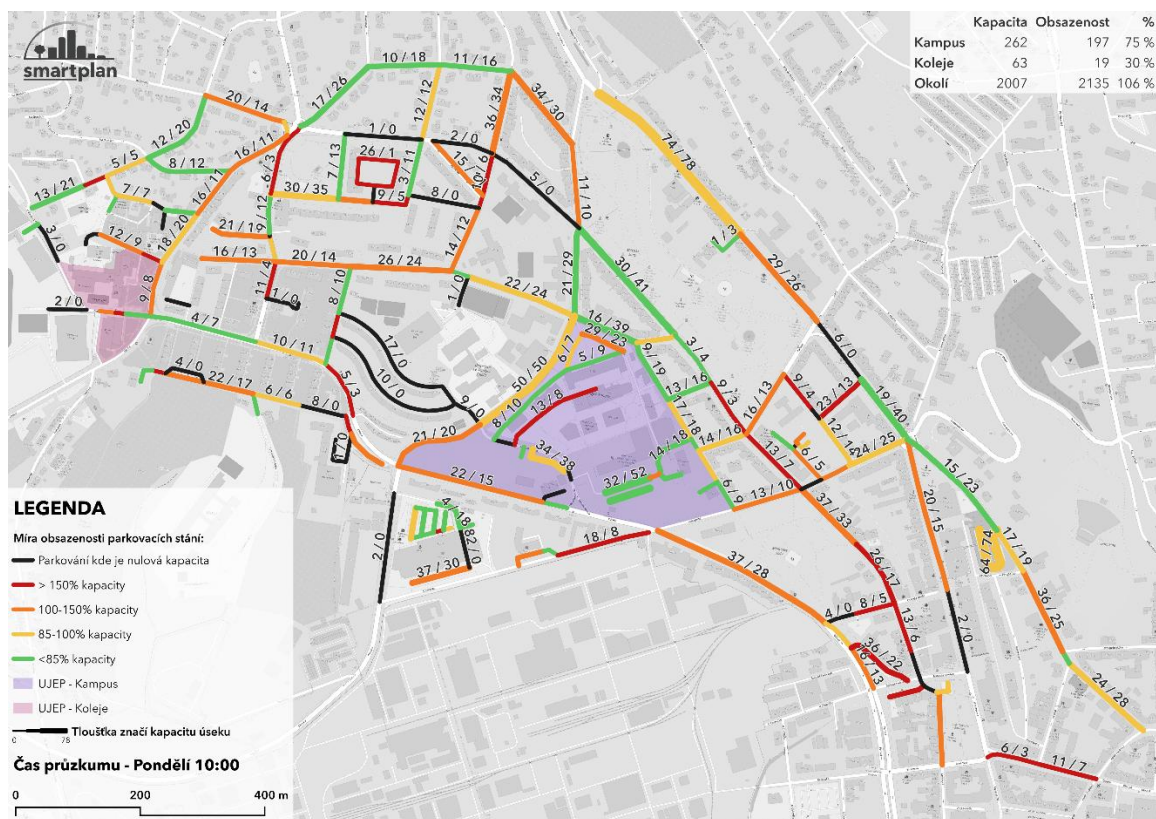 smartplan
Kapacita Obsazenost %
Kampus 262 197 75 %
Koleje 63 19 30 %
Okolí 2007 2135 106 %
10 / 18
11 / 16
17 / 26
20 / 14
12 / 12
36 / 34
34 / 30
12 / 20
16 / 11
1 / 0
2 / 0
74 / 78
5 / 5
8 / 12
6 / 3
7 / 13
26 / 1
3 / 11
5 / 0
13 / 21
7 / 7
16 / 11
30 / 35
9 / 5
8 / 0
11 / 10
3 / 0
12 / 9
18 / 20
21 / 19
9 / 12
14 / 12
1 / 3
16 / 13
20 / 14
26 / 24
21 / 29
30 / 41
29 / 26
2 / 0
9 / 8
11 / 4
1 / 0
8 / 10
1 / 0
22 / 24
4 / 7
10 / 11
17 / 0
10 / 0
16 / 39
29 / 23
6 / 7
5 / 9
9 / 19
3 / 4
6 / 0
4 / 0
22 / 17
6 / 6
8 / 0
5 / 3
9 / 0
50 / 50
8 / 10
13 / 8
13 / 16
9 / 3
16 / 13
9 / 4
23 / 13
19 / 40
21 / 20
34 / 38
17 / 18
14 / 16
12 / 14
24 / 25
22 / 15
32 / 52
14 / 18
6 / 9
13 / 10
13 / 7
6 / 5
15 / 23
2 / 0
37 / 30
2 / 0
18 / 8
37 / 28
37 / 33
20 / 15
64 / 74
17 / 19
36 / 25
26 / 17
4 / 0
8 / 5
13 / 6
2 / 0
36 / 22
24 / 28
6 / 3
11 / 7
LEGENDA
Míra obsazenosti parkovacích stání:
Parkování kde je nulová kapacita
> 150% kapacity
100-150% kapacity
85-100% kapacity
<85% kapacity
UJEP - Kampus
UJEP - Koleje
Tloušťka značí kapacitu úseku
0 78
Čas průzkumu - Pondělí 10:00
0 200 400 m